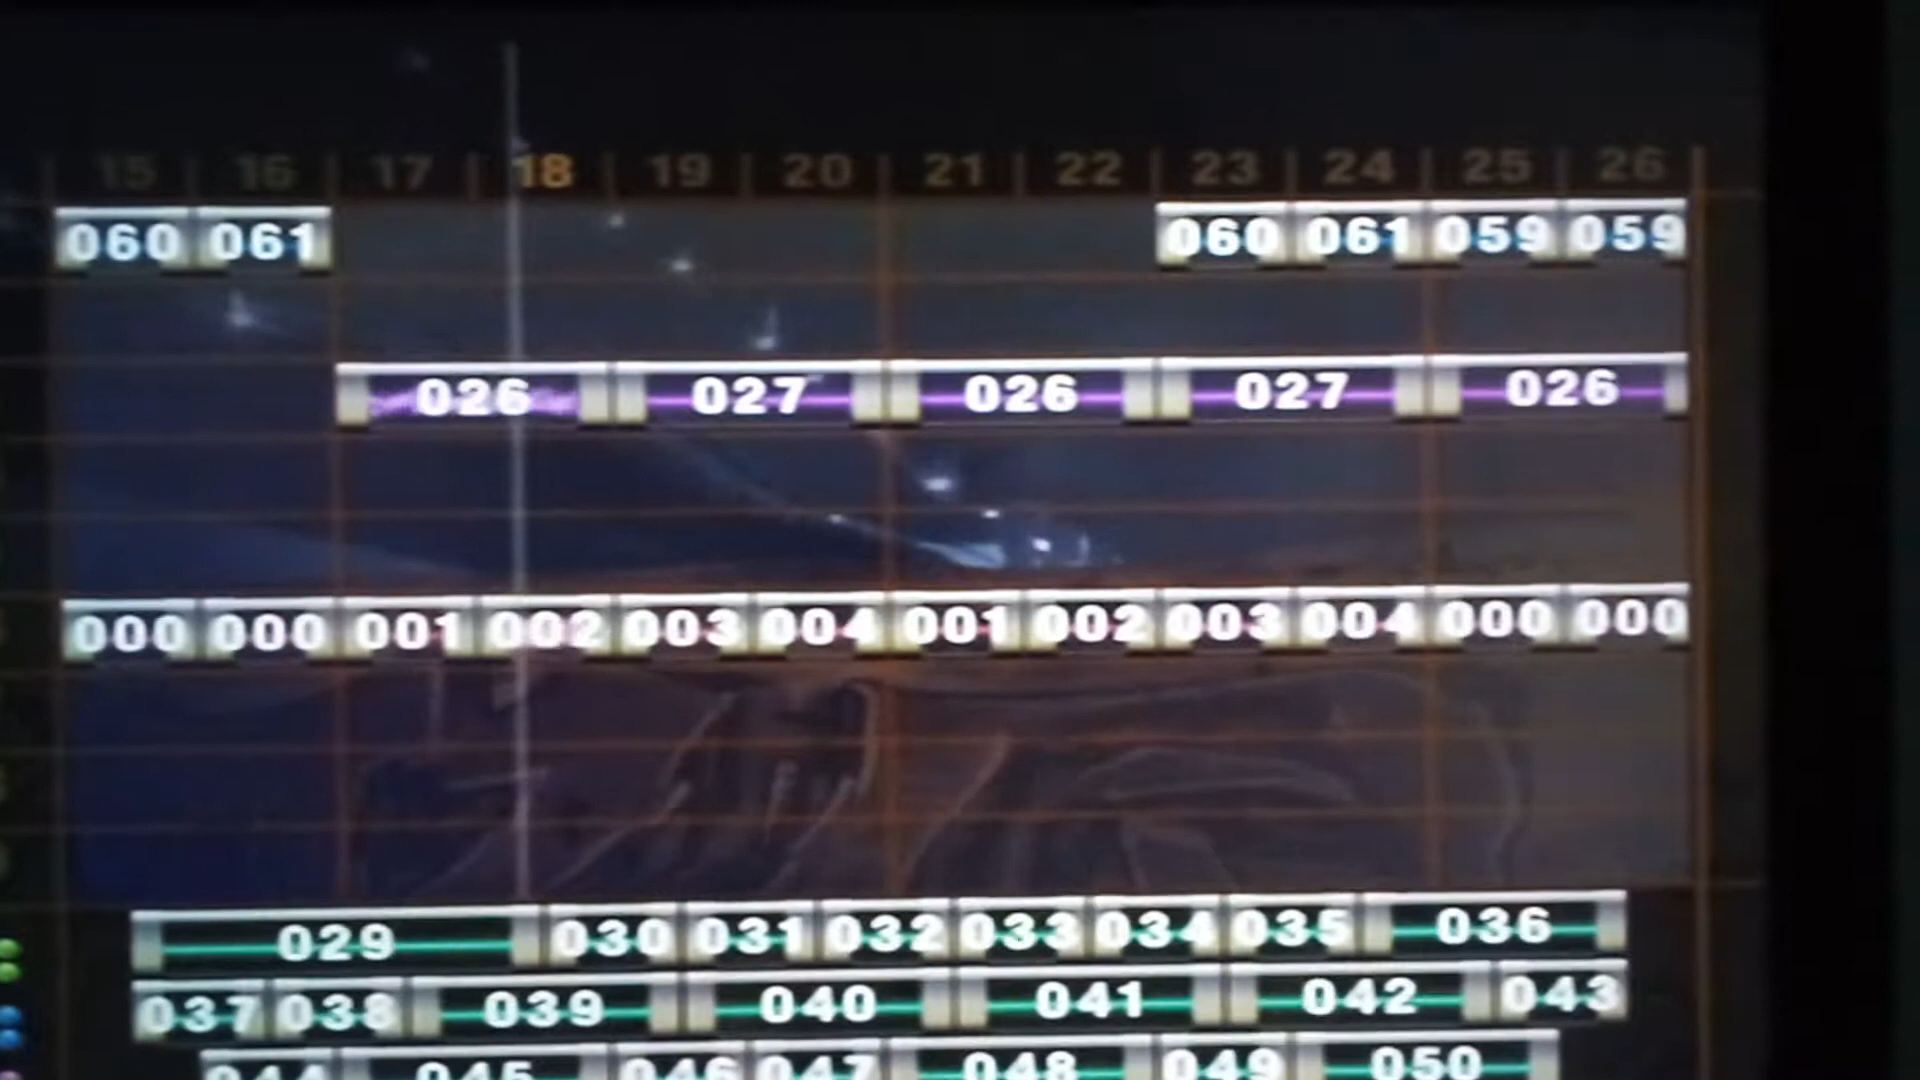 15 16 17 18 19 20 21 22 23 24 25 26
060 061 060 061 059 059
026 027 026 027 026
000 000 001 002 003 004 001 002 003 004 000 000
029 030 031 032 033 034 035 036
037 038 039 040 041 042 043
044 045 046 047 048 049 050